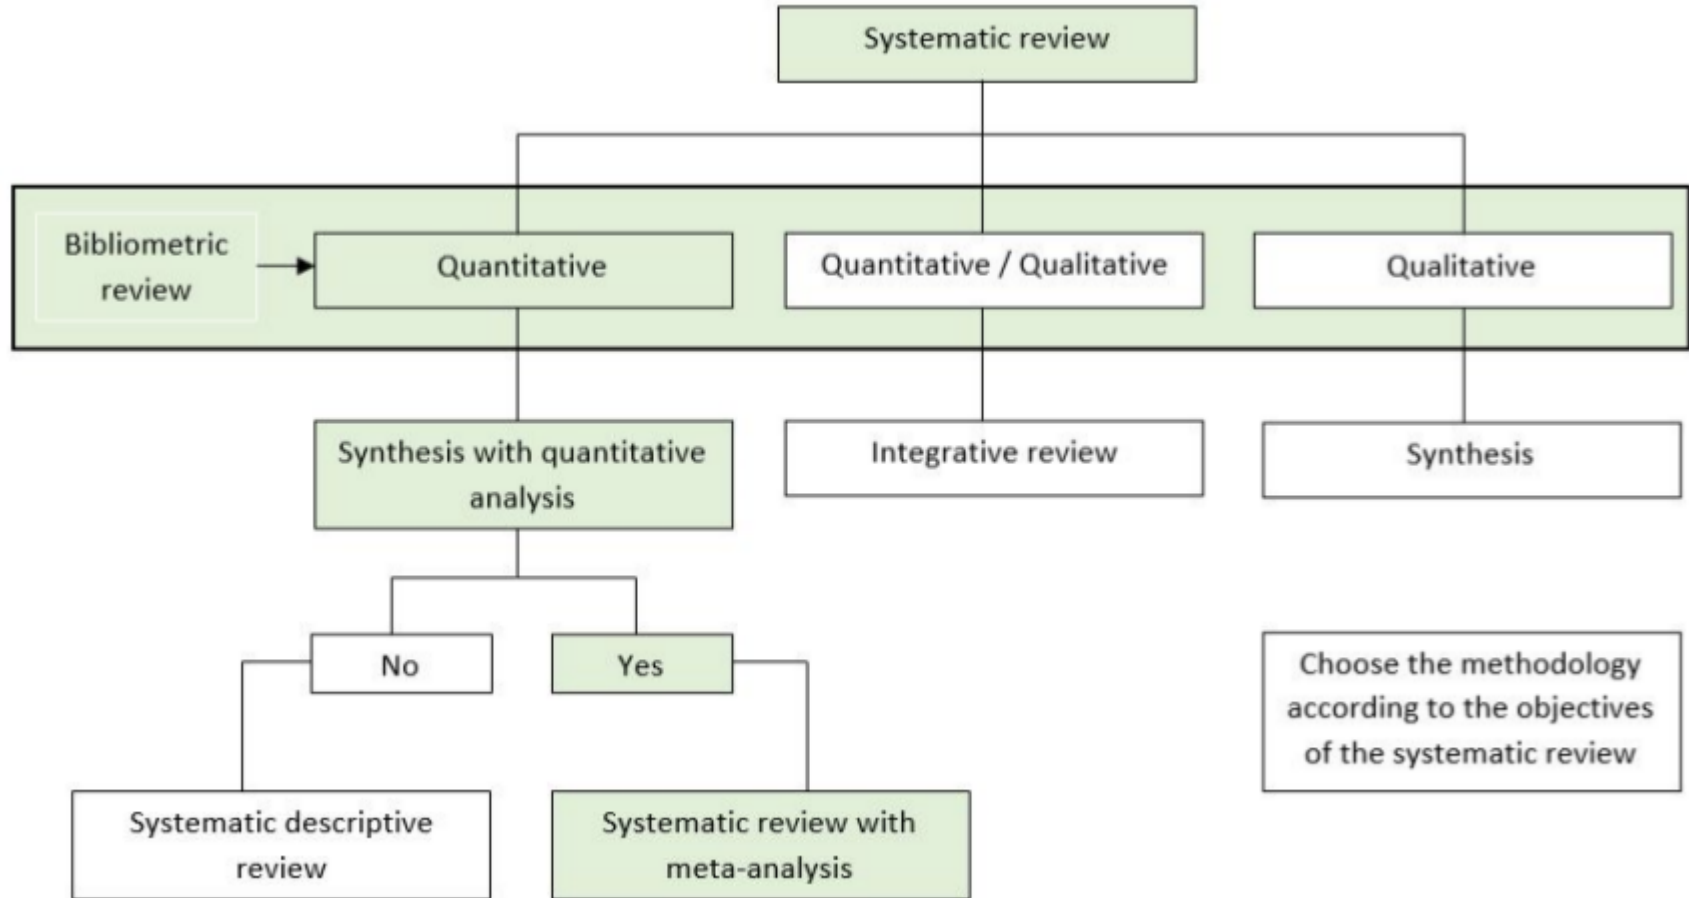 Systematic review
Bibliometric
review
Quantitative
Quantitative / Qualitative
Qualitative
Synthesis with quantitative
analysis
Integrative review
Synthesis
No
Yes
Choose the methodology
according to the objectives
of the systematic review
Systematic descriptive
review
Systematic review with
meta-analysis